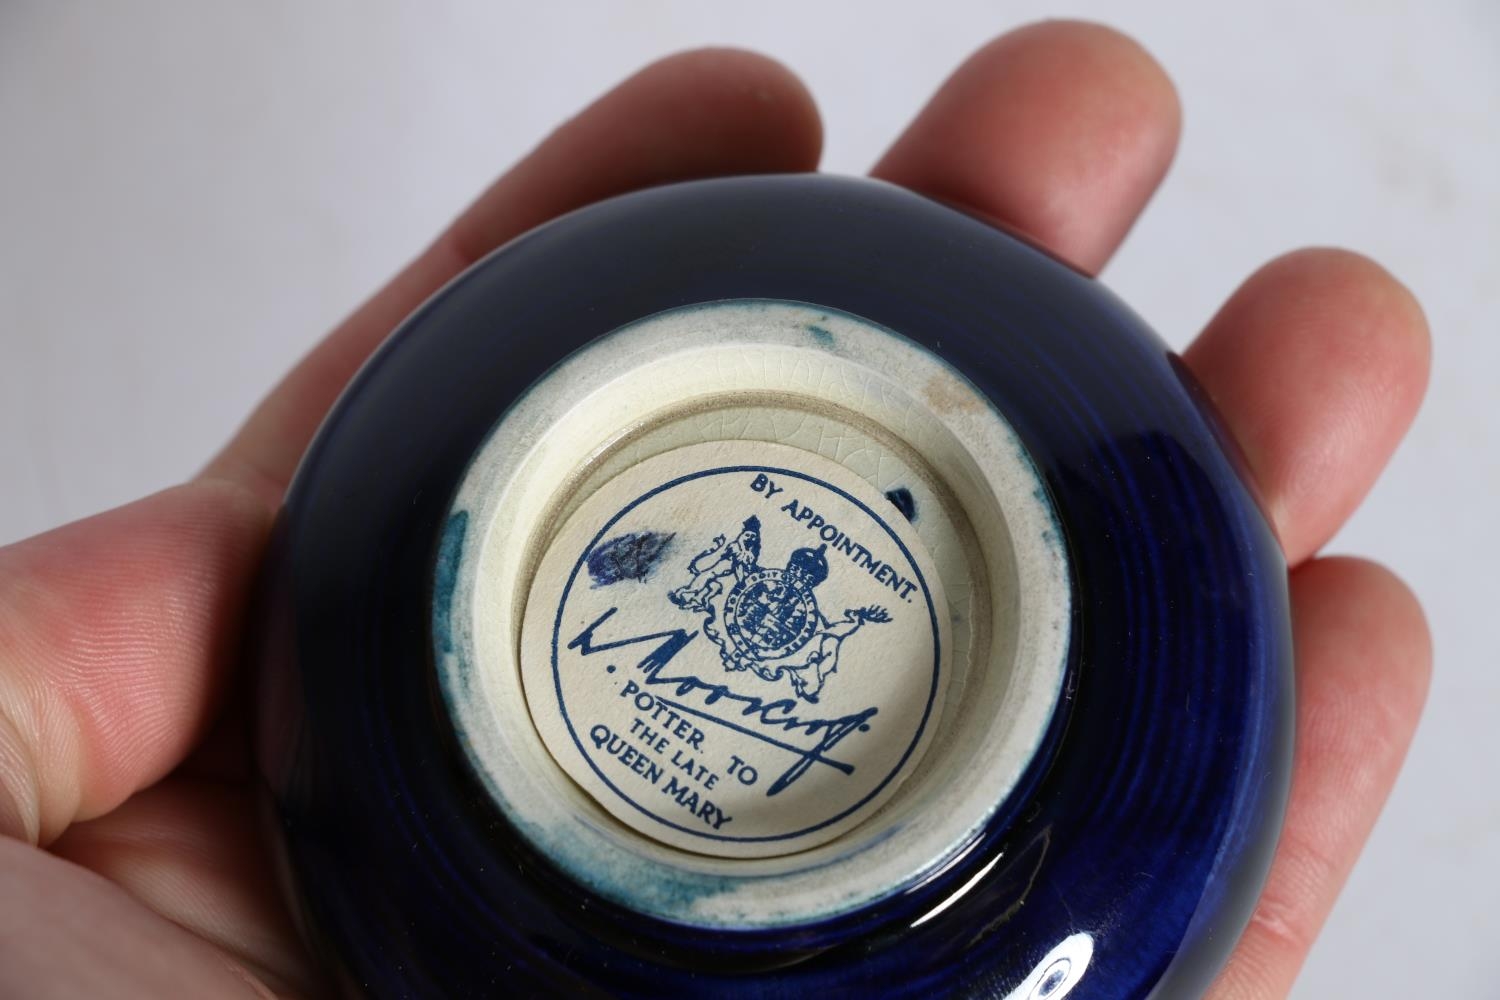 BY APPOINTMENT.
W. Moorcroft.
POTTER. TO
THE LATE
QUEEN MARY